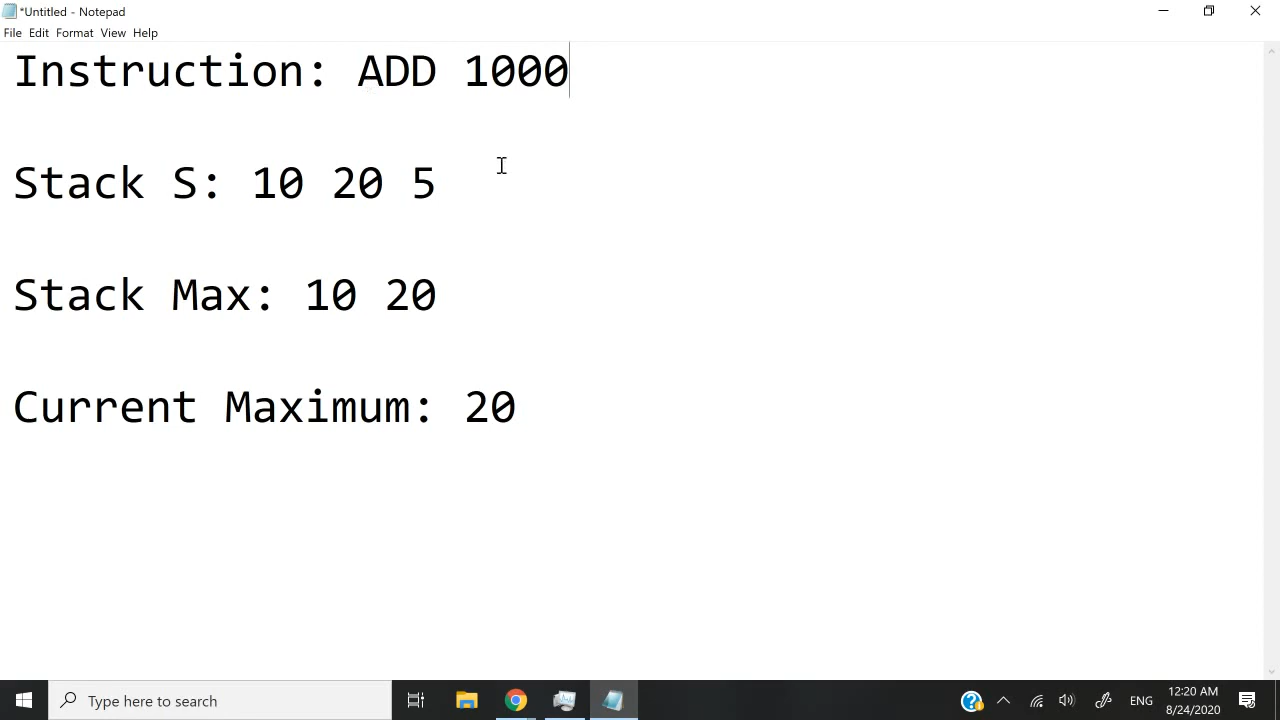 *Untitled - Notepad
File Edit Format View Help
Instruction: ADD 1000
Stack S: 10 20 5
Stack Max: 10 20
Current Maximum: 20
Type here to search
ENG
12:20 AM
8/24/2020